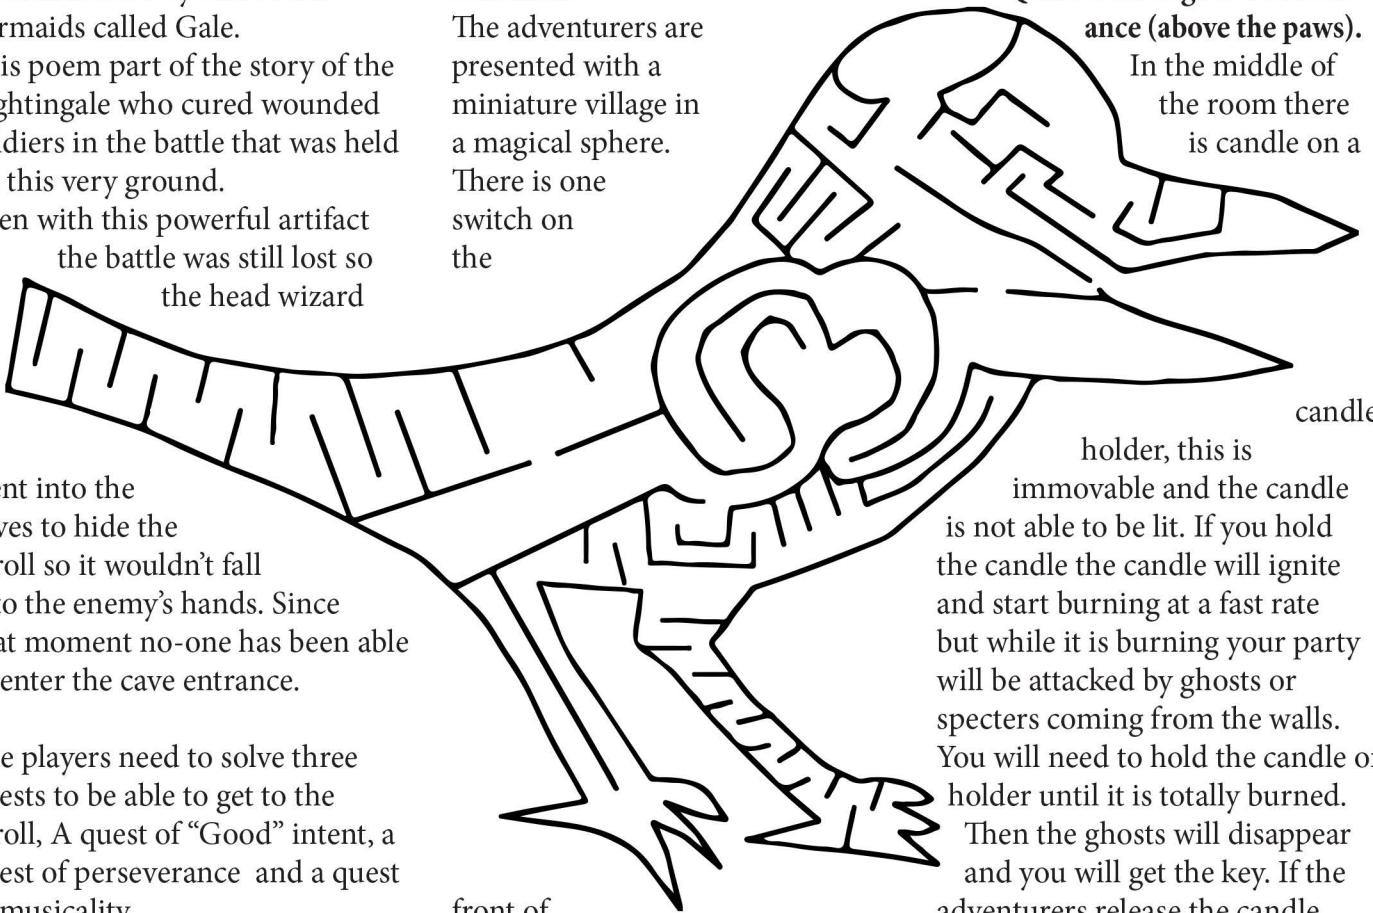 rmaids called Gale.
is poem part of the story of the
ghtingale who cured wounded
ldiers in the battle that was held
this very ground.
en with this powerful artifact
the battle was still lost so
the head wizard
ent into the
ves to hide the
roll so it wouldn't fall
to the enemy's hands. Since
at moment no-one has been able
enter the cave entrance.
e players need to solve three
ests to be able to get to the
roll, A quest of “Good” intent, a
est of perseverance and a quest
musicality
The adventurers are
presented with a
miniature village in
a magical sphere.
There is one
switch on
the
front of
ance (above the paws).
In the middle of
the room there
is candle on a
candle
holder, this is
immovable and the candle
is not able to be lit. If you hold
the candle the candle will ignite
and start burning at a fast rate
but while it is burning your party
will be attacked by ghosts or
specters coming from the walls.
You will need to hold the candle or
holder until it is totally burned.
Then the ghosts will disappear
and you will get the key. If the
adventurers release the candle